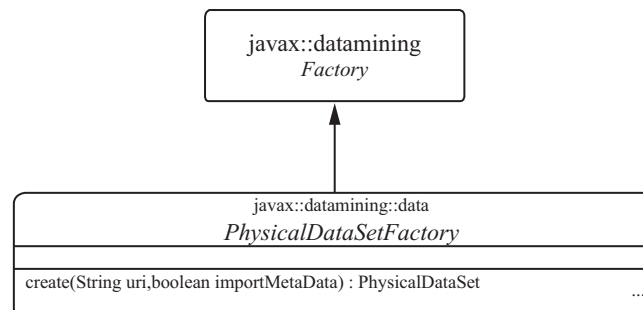 javax::datamining
Factory
javax::datamining::data
PhysicalDataSetFactory
create(String uri,boolean importMetaData) : PhysicalDataSet
...